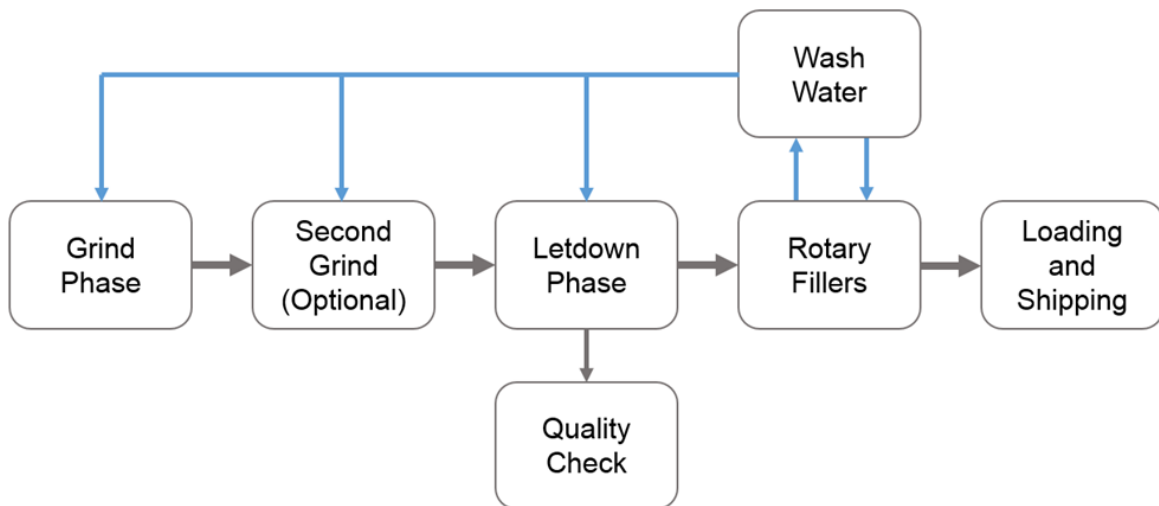 Wash
Water
Grind
Phase
Second
Grind
(Optional)
Letdown
Phase
Rotary
Fillers
Loading
and
Shipping
Quality
Check